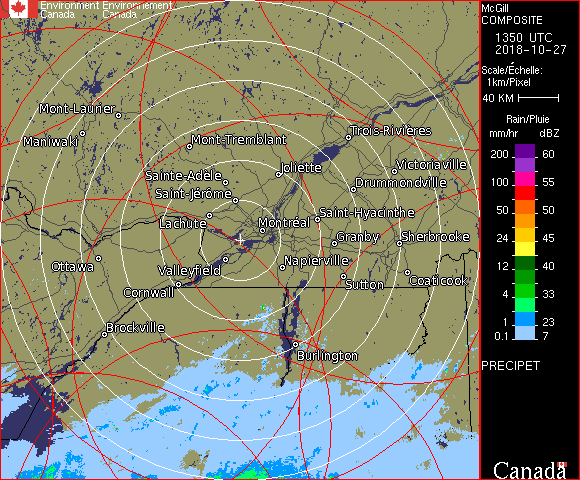 Environment Environnement
Canada Canada
McGill
COMPOSITE
1350 UTC
2018-10-27
Scale/Échelle:
1km/Pixel
40 KM
Rain/Pluie
mm/hr dBZ
200 60
150 57
100 55
50 50
24 45
12 40
4 33
1 23
0.1 7
PRECIPET
Canada
Mont-Laurier
Maniwaki
Mont-Tremblant
Trois-Rivières
Sainte-Adèle
Joliette
Victoriaville
Saint-Jérôme
Drummondville
Lachute
Montréal
Saint-Hyacinthe
Granby
Sherbrooke
Ottawa
Valleyfield
Napierville
Cornwall
Sutton
Coaticook
Brockville
Burlington